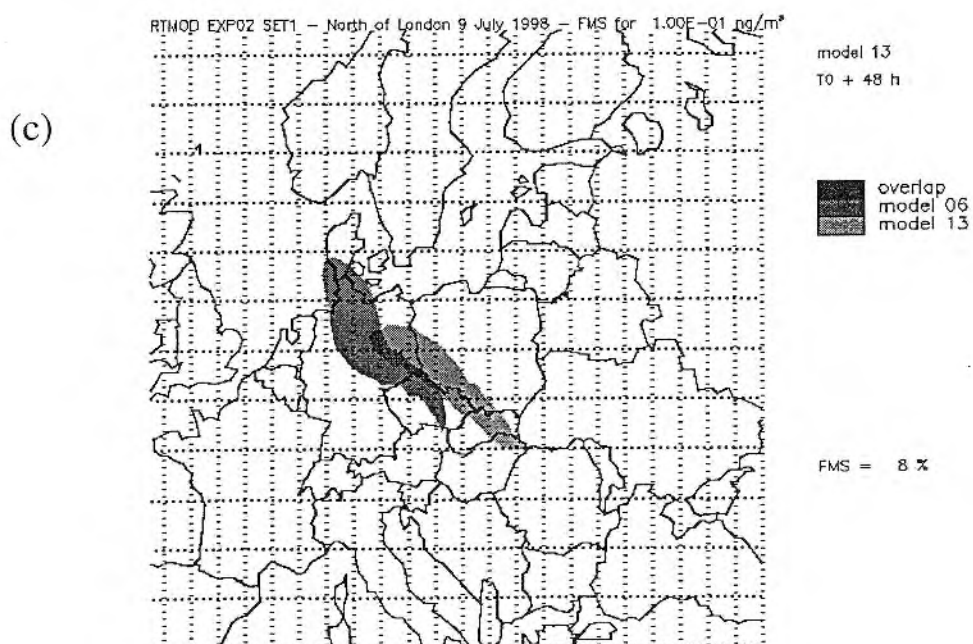 RTMOD EXP02 SET1 – North of London 9 July 1998 – FMS for 1.00E-01 ng/m³
model 13
T0 + 48 h
(c)
1
overlap
model 06
model 13
FMS = 8 %